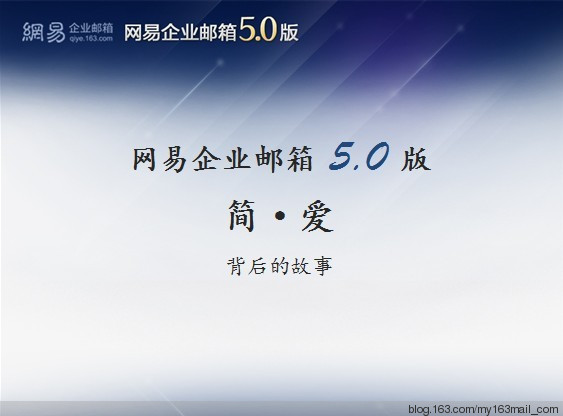 網易 企业邮箱 网易企业邮箱5.0版
qiye.163.com
网易企业邮箱 5.0 版
简·爱
背后的故事
blog.163.com/my163mail_com